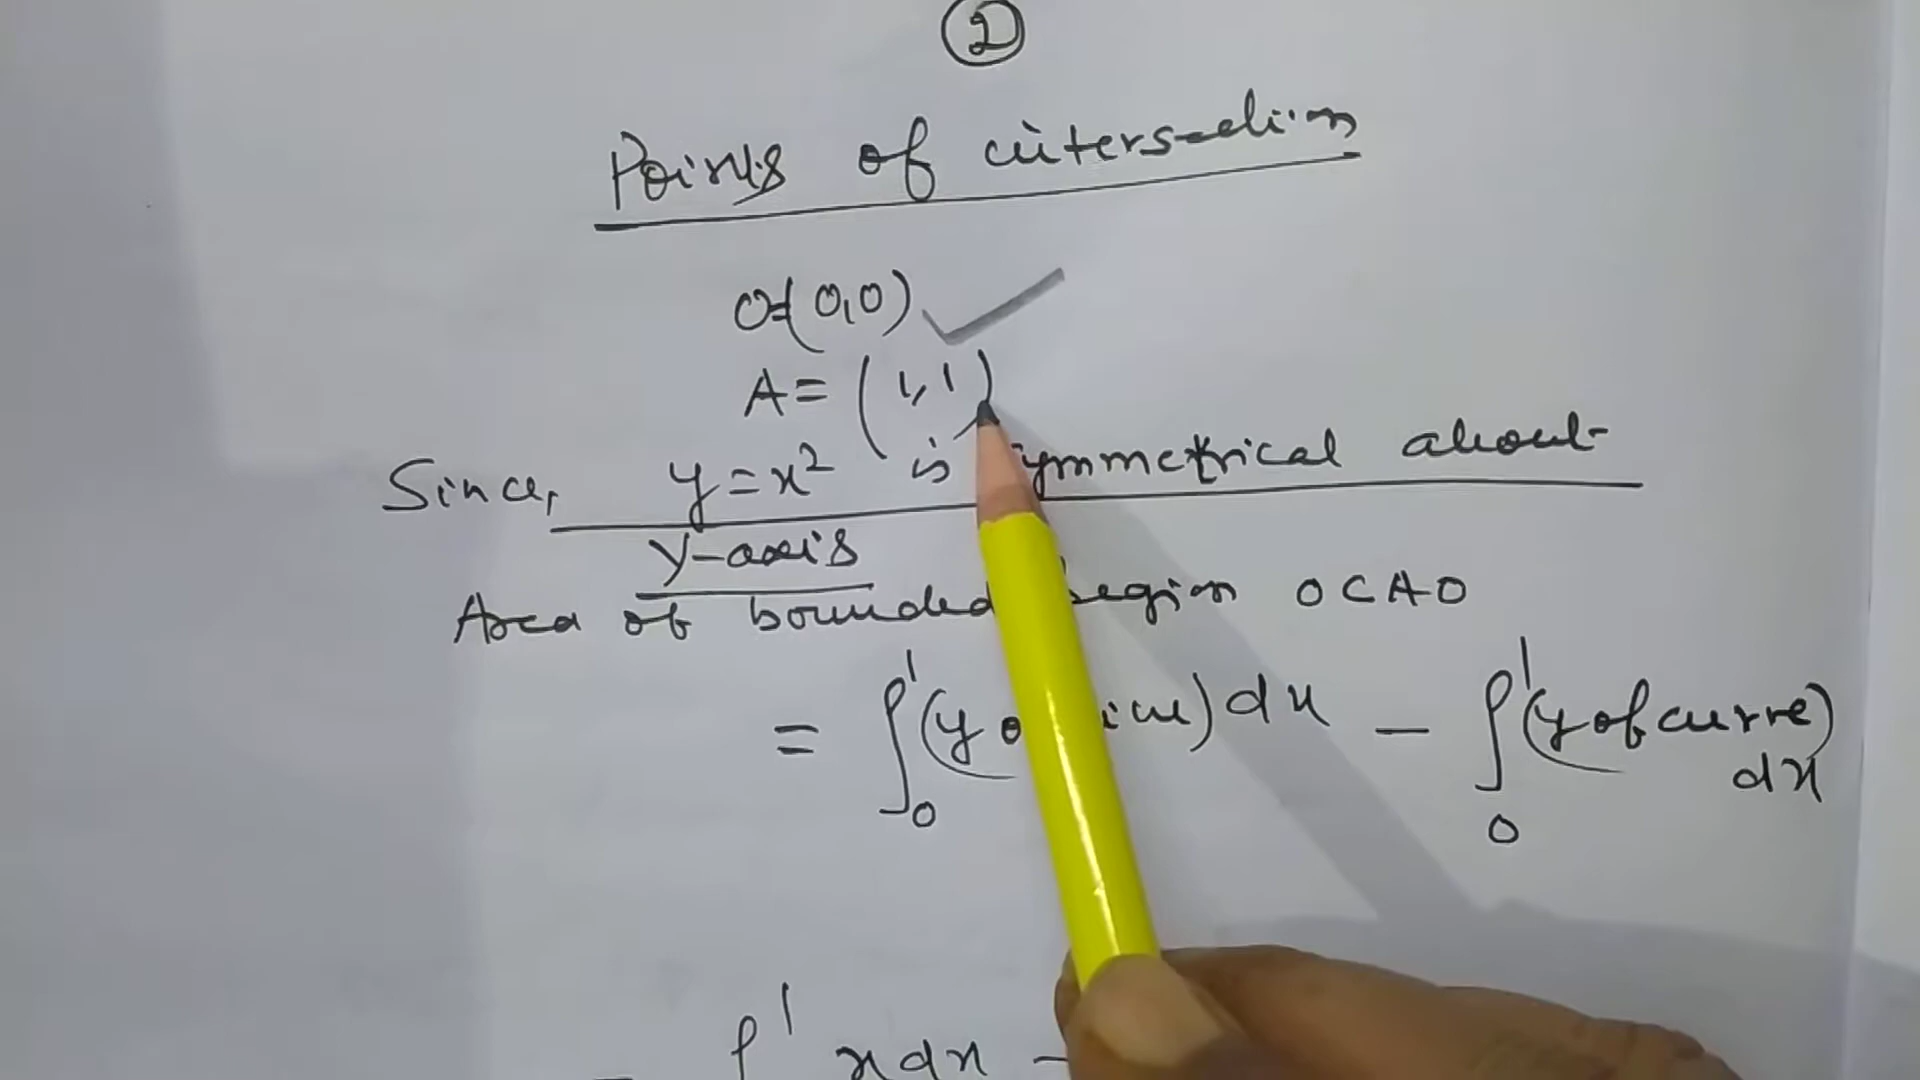 2
Points of intersection
O=(0,0)
A=(1,1)
Since, y=x² is symmetrical about
Y-axis
Area of bounded region OCAO
= ∫₀¹(y o )dx − ∫₀¹(y of curve)
dx
∫¹ x dx −